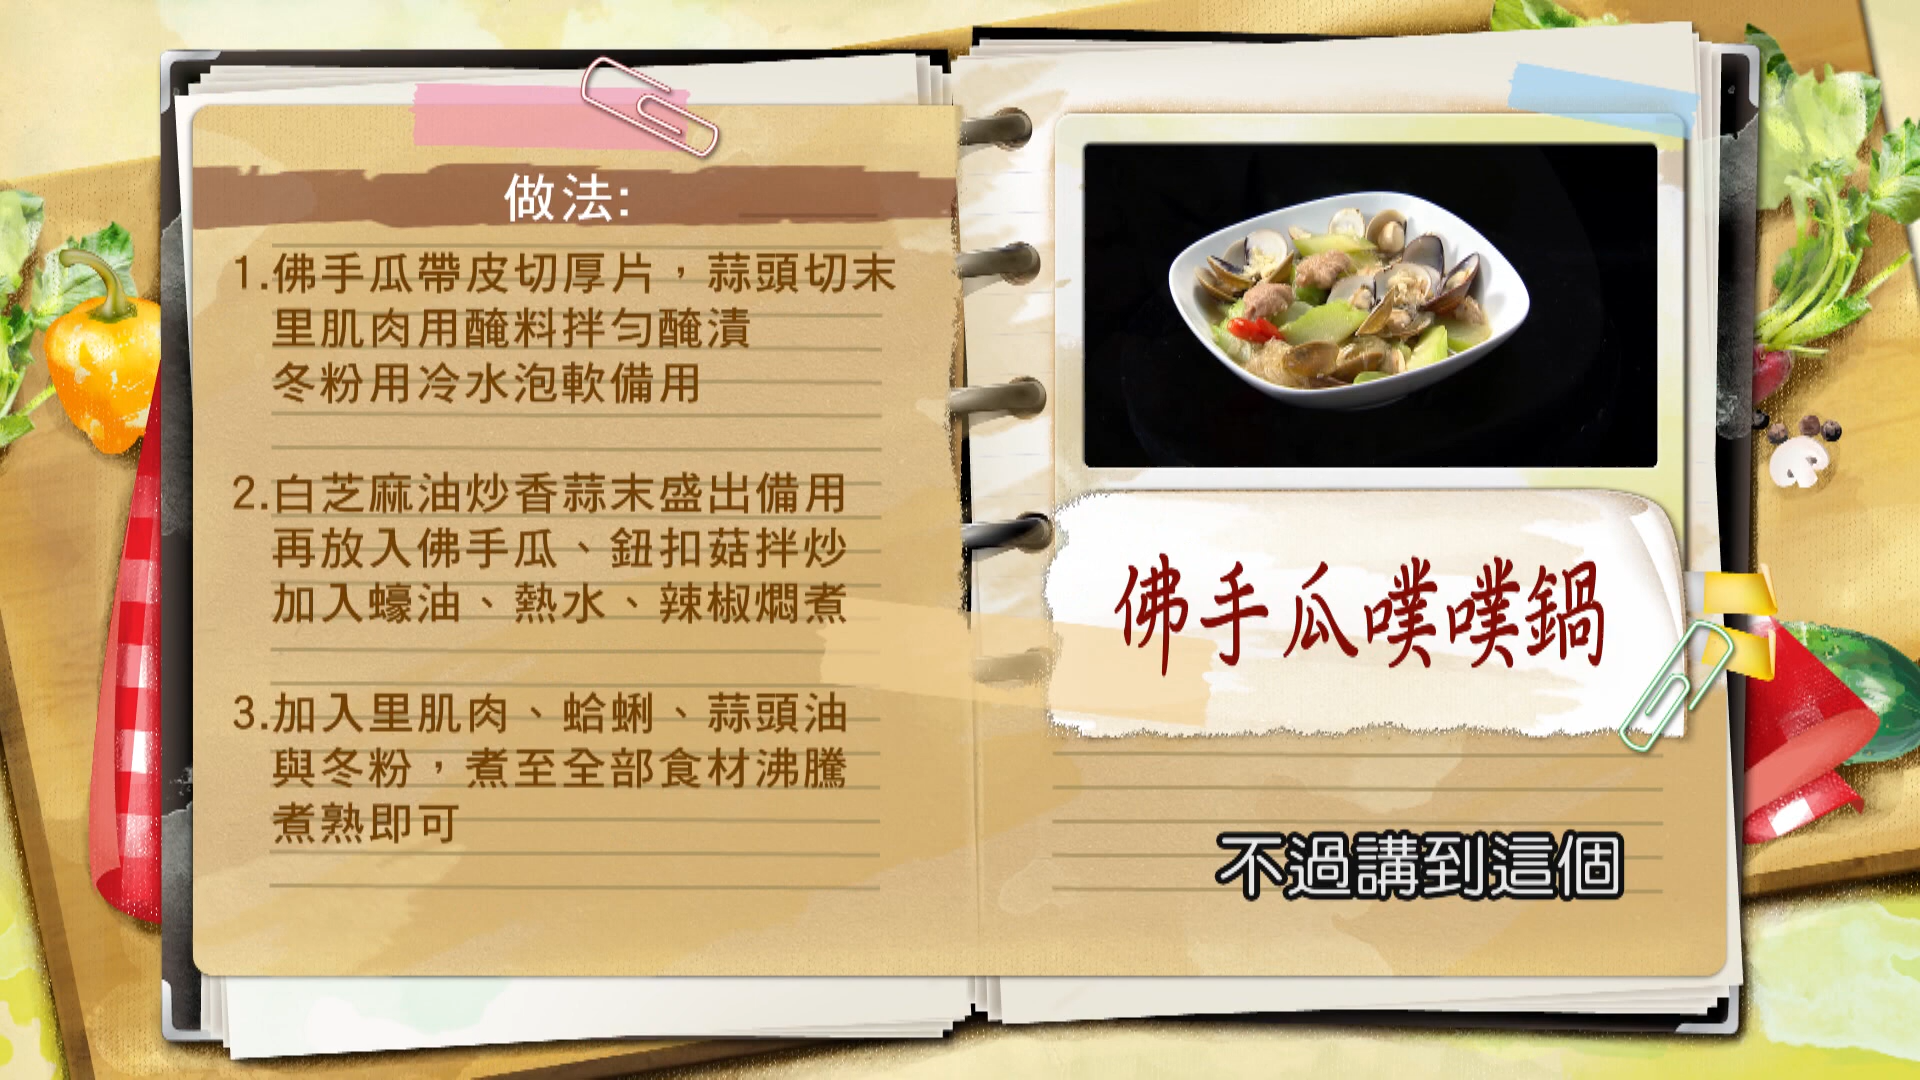 做法:
1.佛手瓜帶皮切厚片，蒜頭切末
里肌肉用醃料拌勻醃漬
冬粉用冷水泡軟備用
2.白芝麻油炒香蒜末盛出備用
再放入佛手瓜、鈕扣菇拌炒
加入蠔油、熱水、辣椒燜煮
3.加入里肌肉、蛤蜊、蒜頭油
與冬粉，煮至全部食材沸騰
煮熟即可
佛手瓜噗噗鍋
不過講到這個